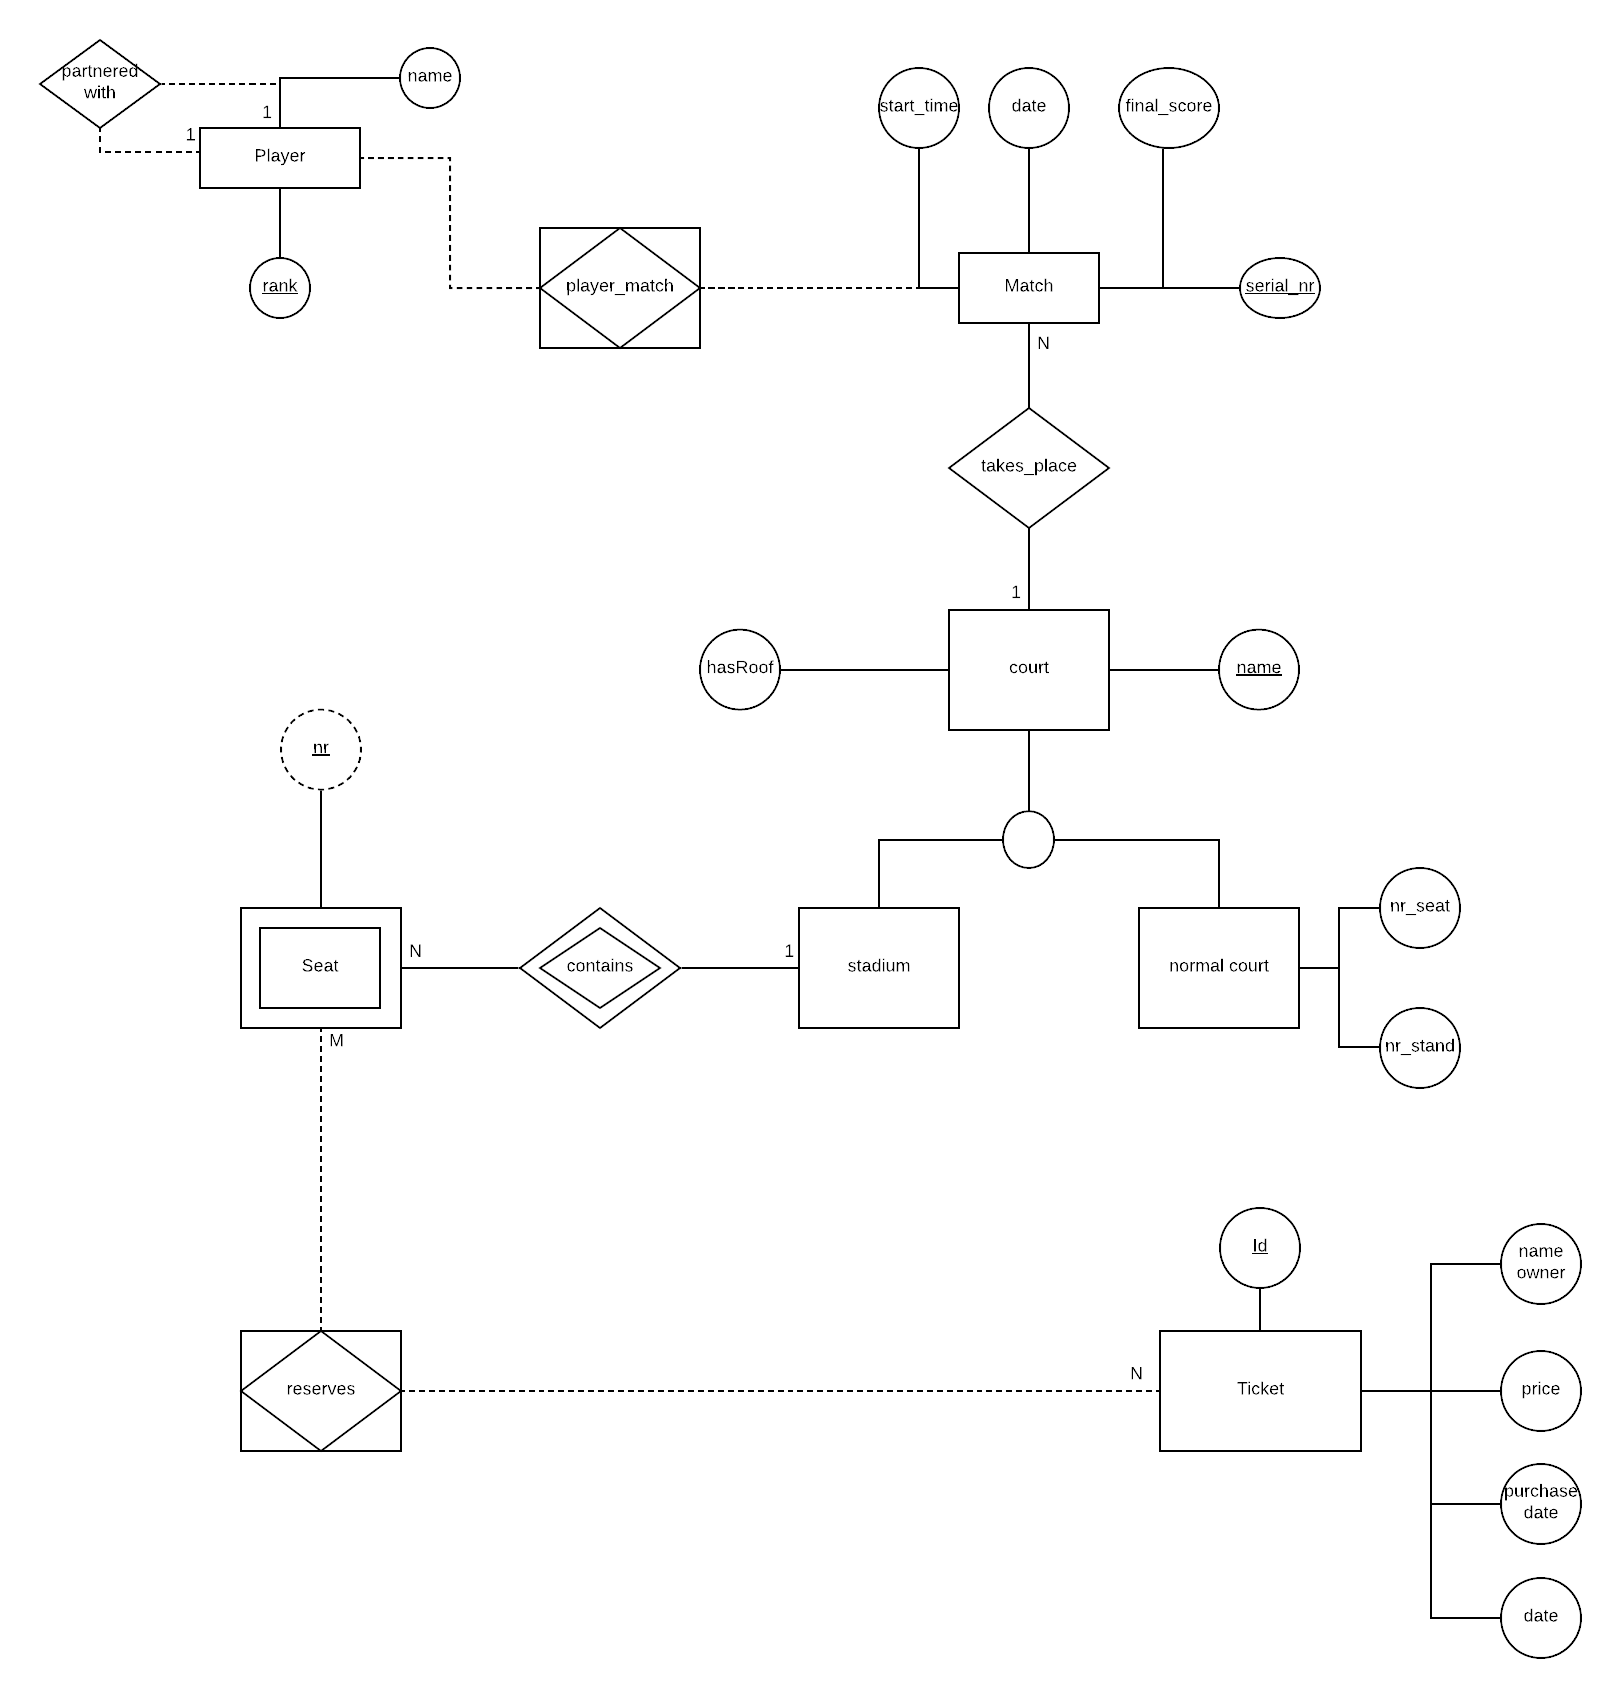 partnered
with
name
1
1
Player
rank
start_time
date
final_score
player_match
Match
serial_nr
N
takes_place
1
hasRoof
court
name
nr
nr_seat
Seat
N
contains
1
stadium
normal court
nr_stand
M
Id
name
owner
reserves
N
Ticket
price
purchase
date
date